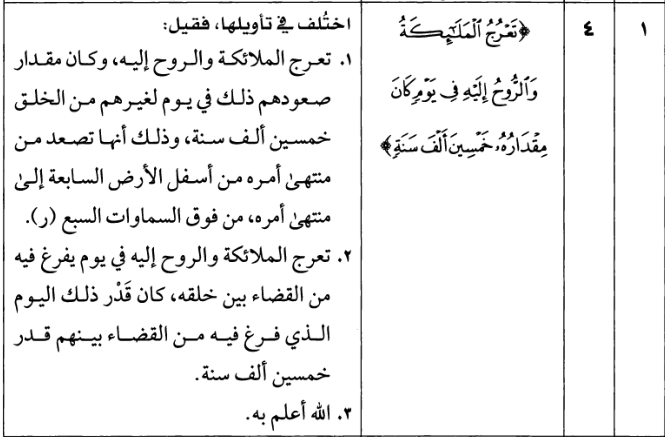 ١
٤
﴿تَعْرُجُ ٱلْمَلَٰٓئِكَةُ
وَٱلرُّوحُ إِلَيْهِ فِى يَوْمٍ كَانَ
مِقْدَارُهُۥ خَمْسِينَ أَلْفَ سَنَةٍ﴾
اختُلف في تأويلها، فقيل:
١. تعرج الملائكة والروح إليه، وكان مقدار
صعودهم ذلك في يوم لغيرهم من الخلق
خمسين ألف سنة، وذلك أنها تصعد من
منتهىٰ أمره من أسفل الأرض السابعة إلىٰ
منتهىٰ أمره، من فوق السماوات السبع (ر).
٢. تعرج الملائكة والروح إليه في يوم يفرغ فيه
من القضاء بين خلقه، كان قَدْر ذلك اليوم
الذي فرغ فيه من القضاء بينهم قدر
خمسين ألف سنة.
٣. الله أعلم به.